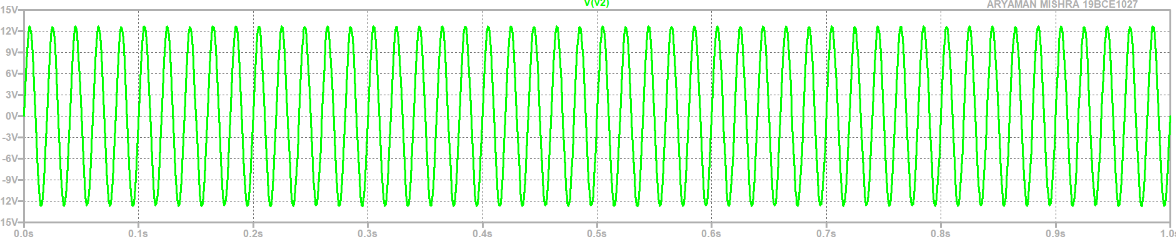 V(v2)
ARYAMAN MISHRA 19BCE1027
15V
12V
9V
6V
3V
0V
-3V
-6V
-9V
12V
15V
0.0s 0.1s 0.2s 0.3s 0.4s 0.5s 0.6s 0.7s 0.8s 0.9s 1.0